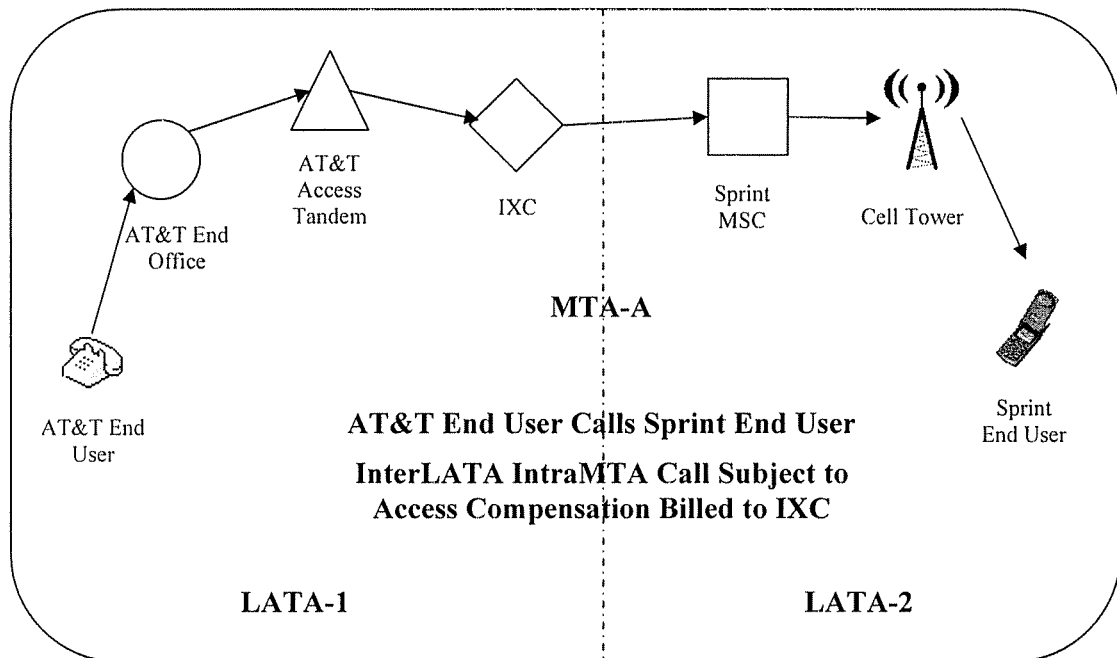 AT&T
Access
Tandem
IXC
Sprint
MSC
Cell Tower
AT&T End
Office
MTA-A
AT&T End
User
Sprint
End User
AT&T End User Calls Sprint End User
InterLATA IntraMTA Call Subject to
Access Compensation Billed to IXC
LATA-1
LATA-2